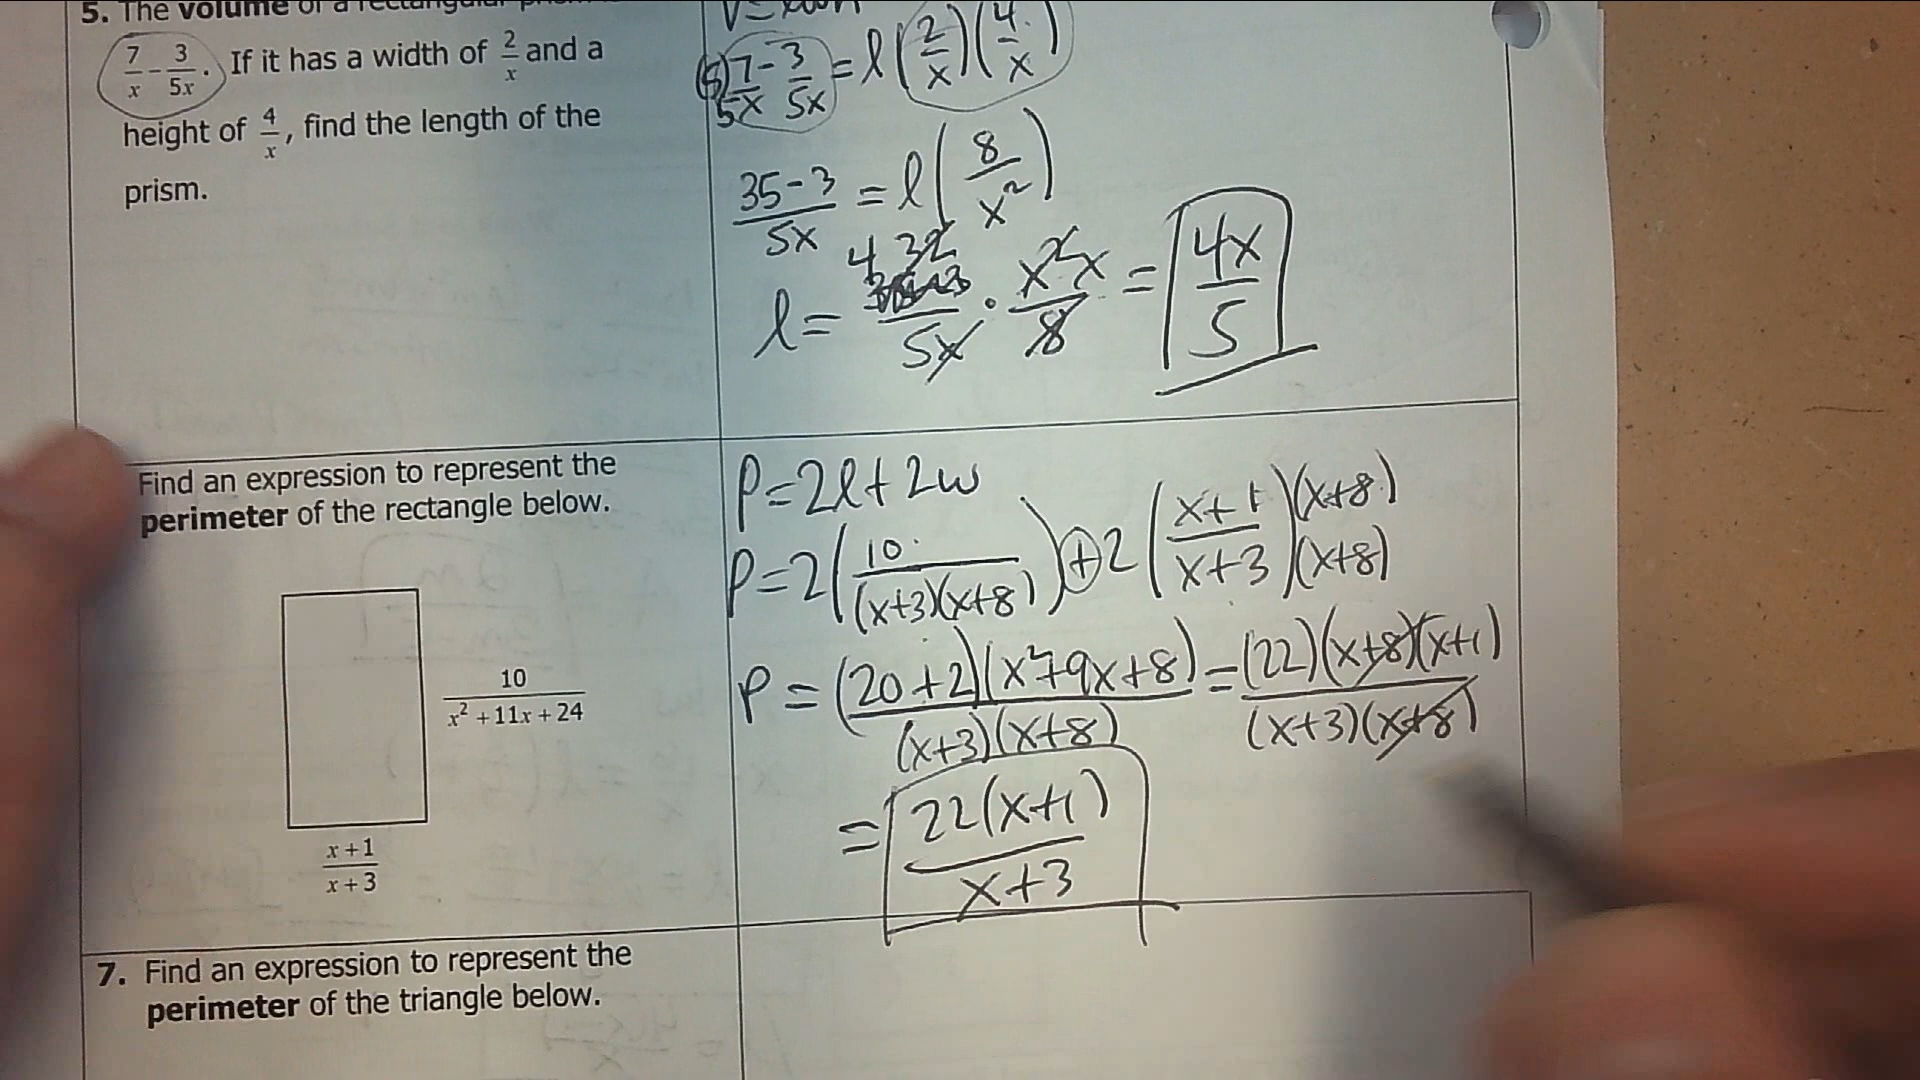 5. The volume of a rectangular prism is
7/x − 3/5x. If it has a width of 2/x and a
height of 4/x, find the length of the
prism.
V=lwh
(5)7/5x − 3/5x = l(2/x)(4/x)
35-3/5x = l(8/x²)
4 32
l = /5x · x² x/8 = 4x/5
Find an expression to represent the
perimeter of the rectangle below.
10/x² + 11x + 24
x + 1/x + 3
P=2l+2w
P=2(10/(x+3)(x+8)) + 2(x+1/x+3)(x+8)/(x+8)
P = (20+2)(x²+9x+8)/(x+3)(x+8) = (22)(x+8)(x+1)/(x+3)(x+8)
= 22(x+1)/x+3
7. Find an expression to represent the
perimeter of the triangle below.